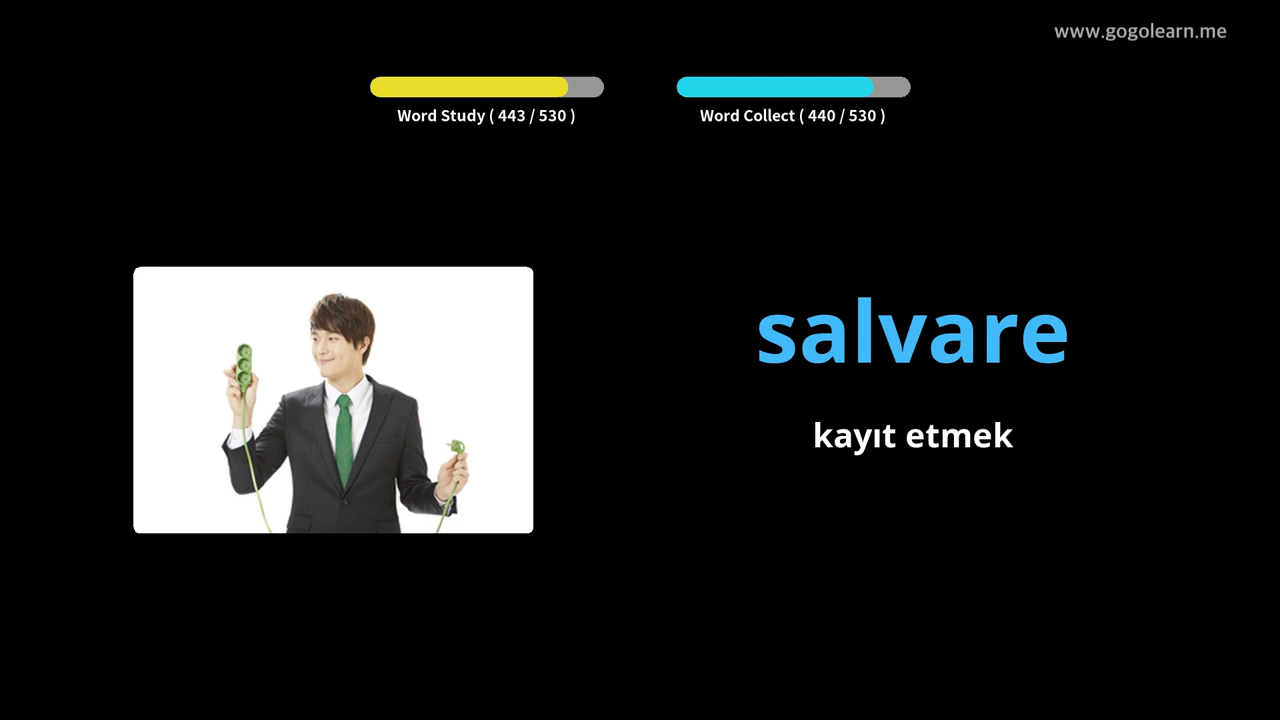 www.gogolearn.me
Word Study ( 443 / 530 )
Word Collect ( 440 / 530 )
salvare
kayıt etmek